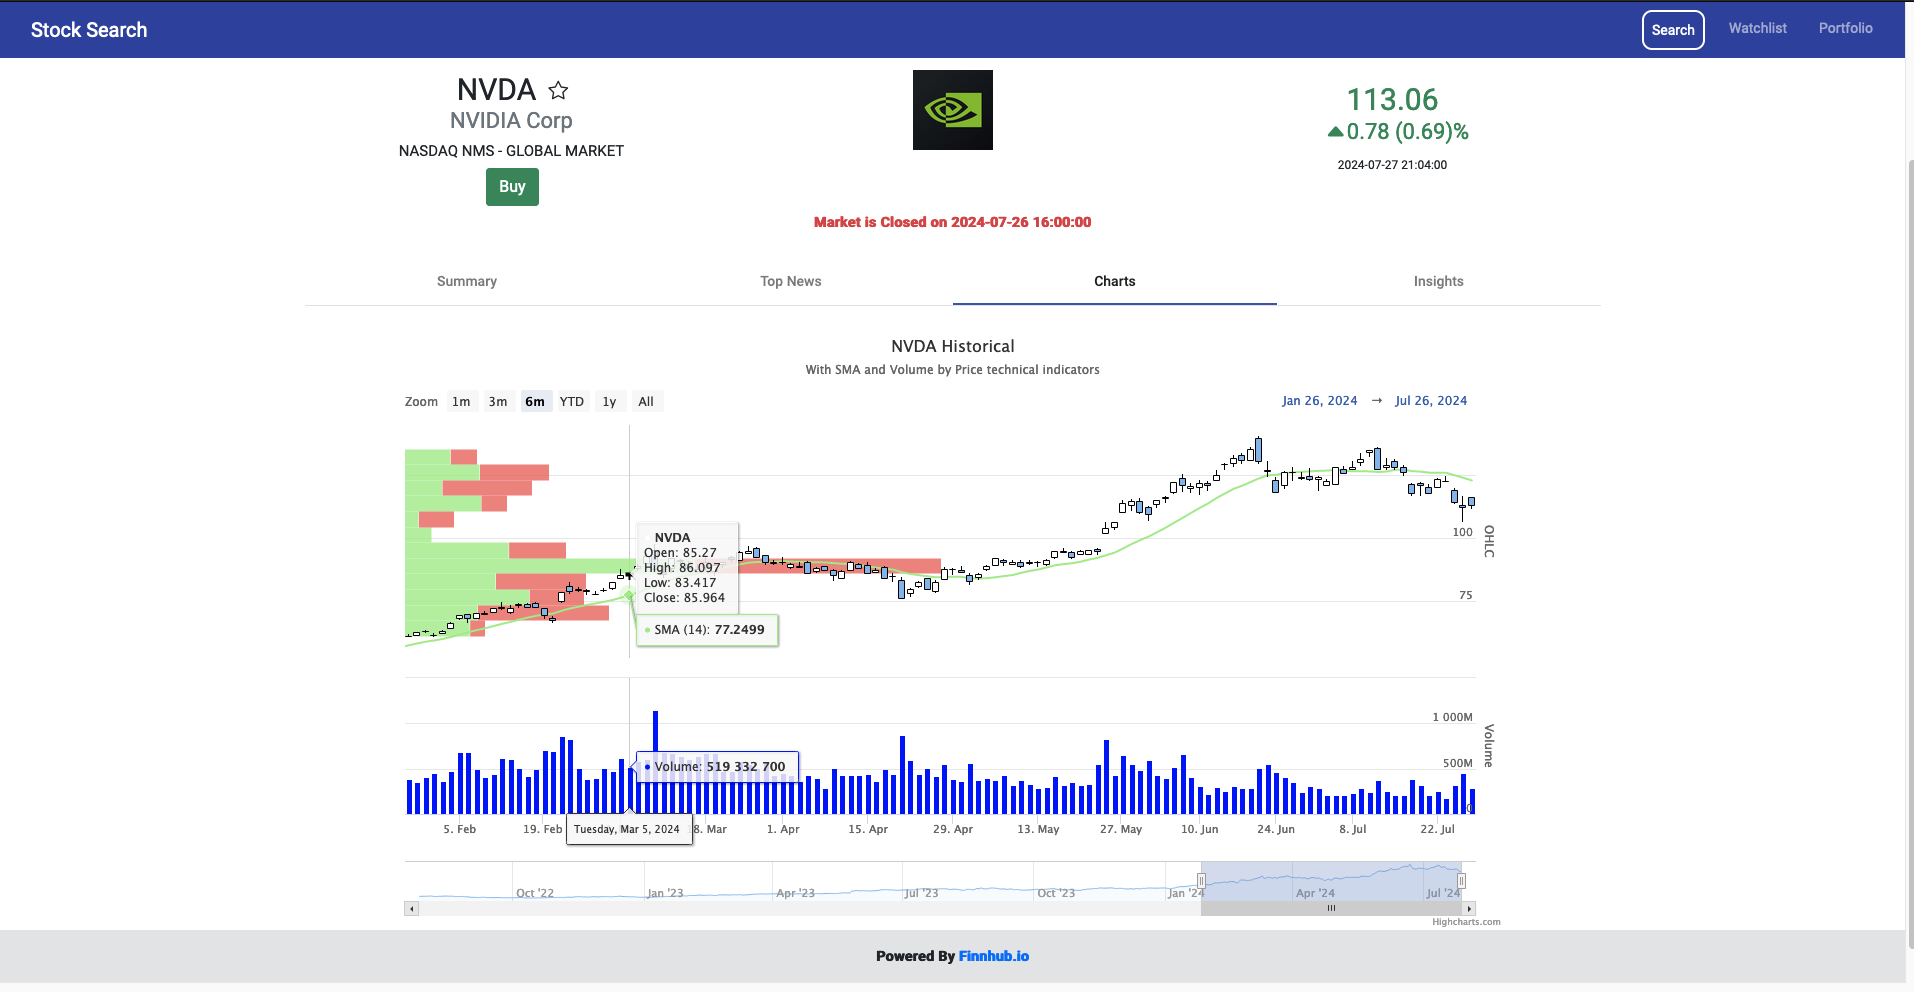 Stock Search
Search
Watchlist
Portfolio
NVDA
NVIDIA Corp
NASDAQ NMS - GLOBAL MARKET
Buy
113.06
0.78 (0.69)%
2024-07-27 21:04:00
Market is Closed on 2024-07-26 16:00:00
Summary
Top News
Charts
Insights
NVDA Historical
With SMA and Volume by Price technical indicators
Zoom 1m 3m 6m YTD 1y All
Jan 26, 2024 → Jul 26, 2024
NVDA
Open: 85.27
High: 86.097
Low: 83.417
Close: 85.964
SMA (14): 77.2499
100
75
OHLC
1 000M
500M
0
Volume
Volume: 519 332 700
5. Feb 19. Feb 8. Mar 1. Apr 15. Apr 29. Apr 13. May 27. May 10. Jun 24. Jun 8. Jul 22. Jul
Tuesday, Mar 5, 2024
Oct '22 Jan '23 Apr '23 Jul '23 Oct '23 Jan '24 Apr '24 Jul '24
Highcharts.com
Powered By Finnhub.io